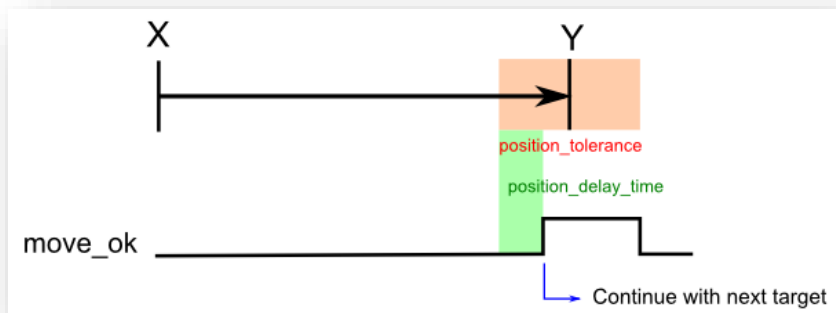 X
Y
position_tolerance
position_delay_time
move_ok
Continue with next target